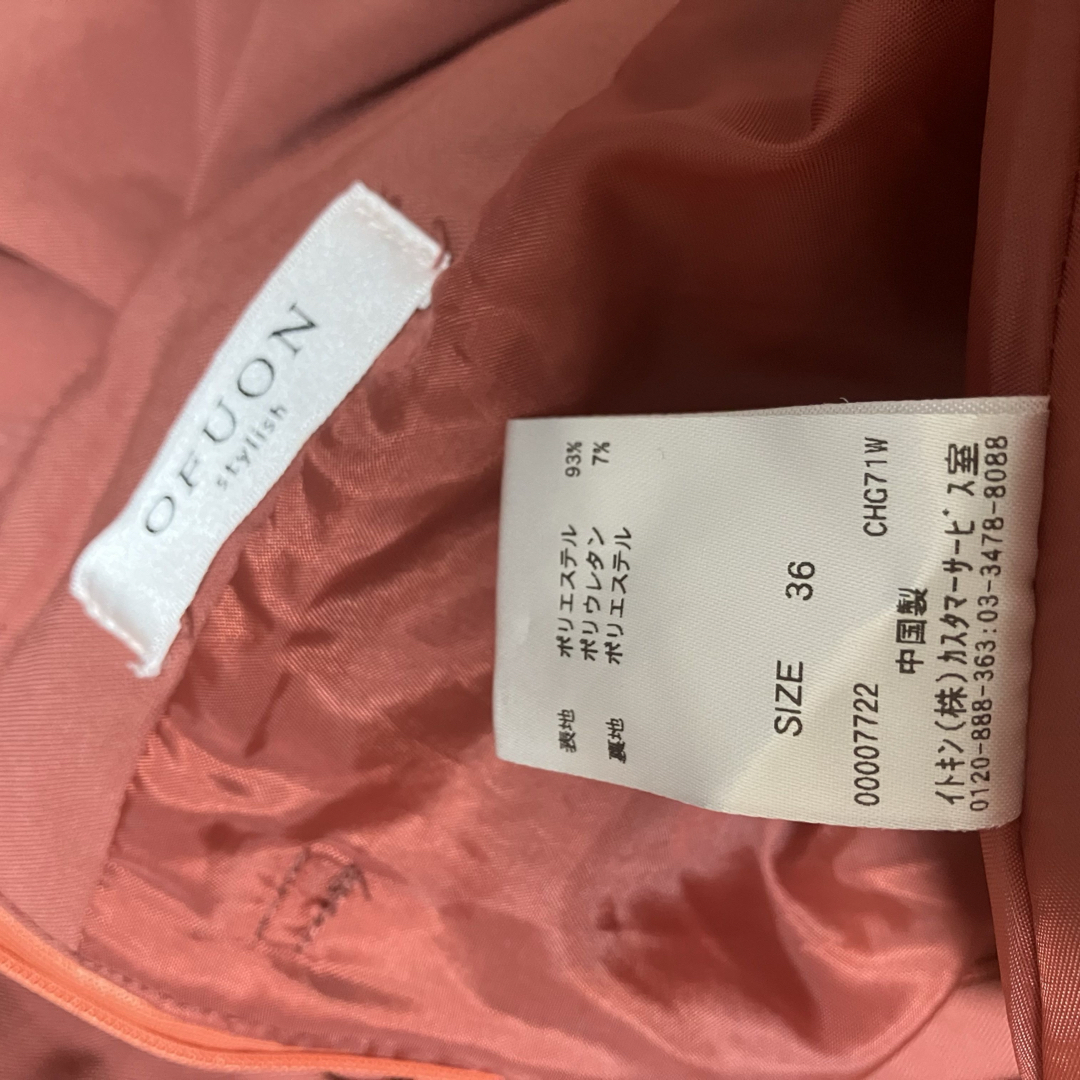 OFUON
stylish
表地 ポリエステル 93%
ポリウレタン 7%
裏地 ポリエステル
SIZE 36
00007722 CHG71W
中国製
イトキン(株)カスタマーサービス室
0120-888-363:03-3478-8088